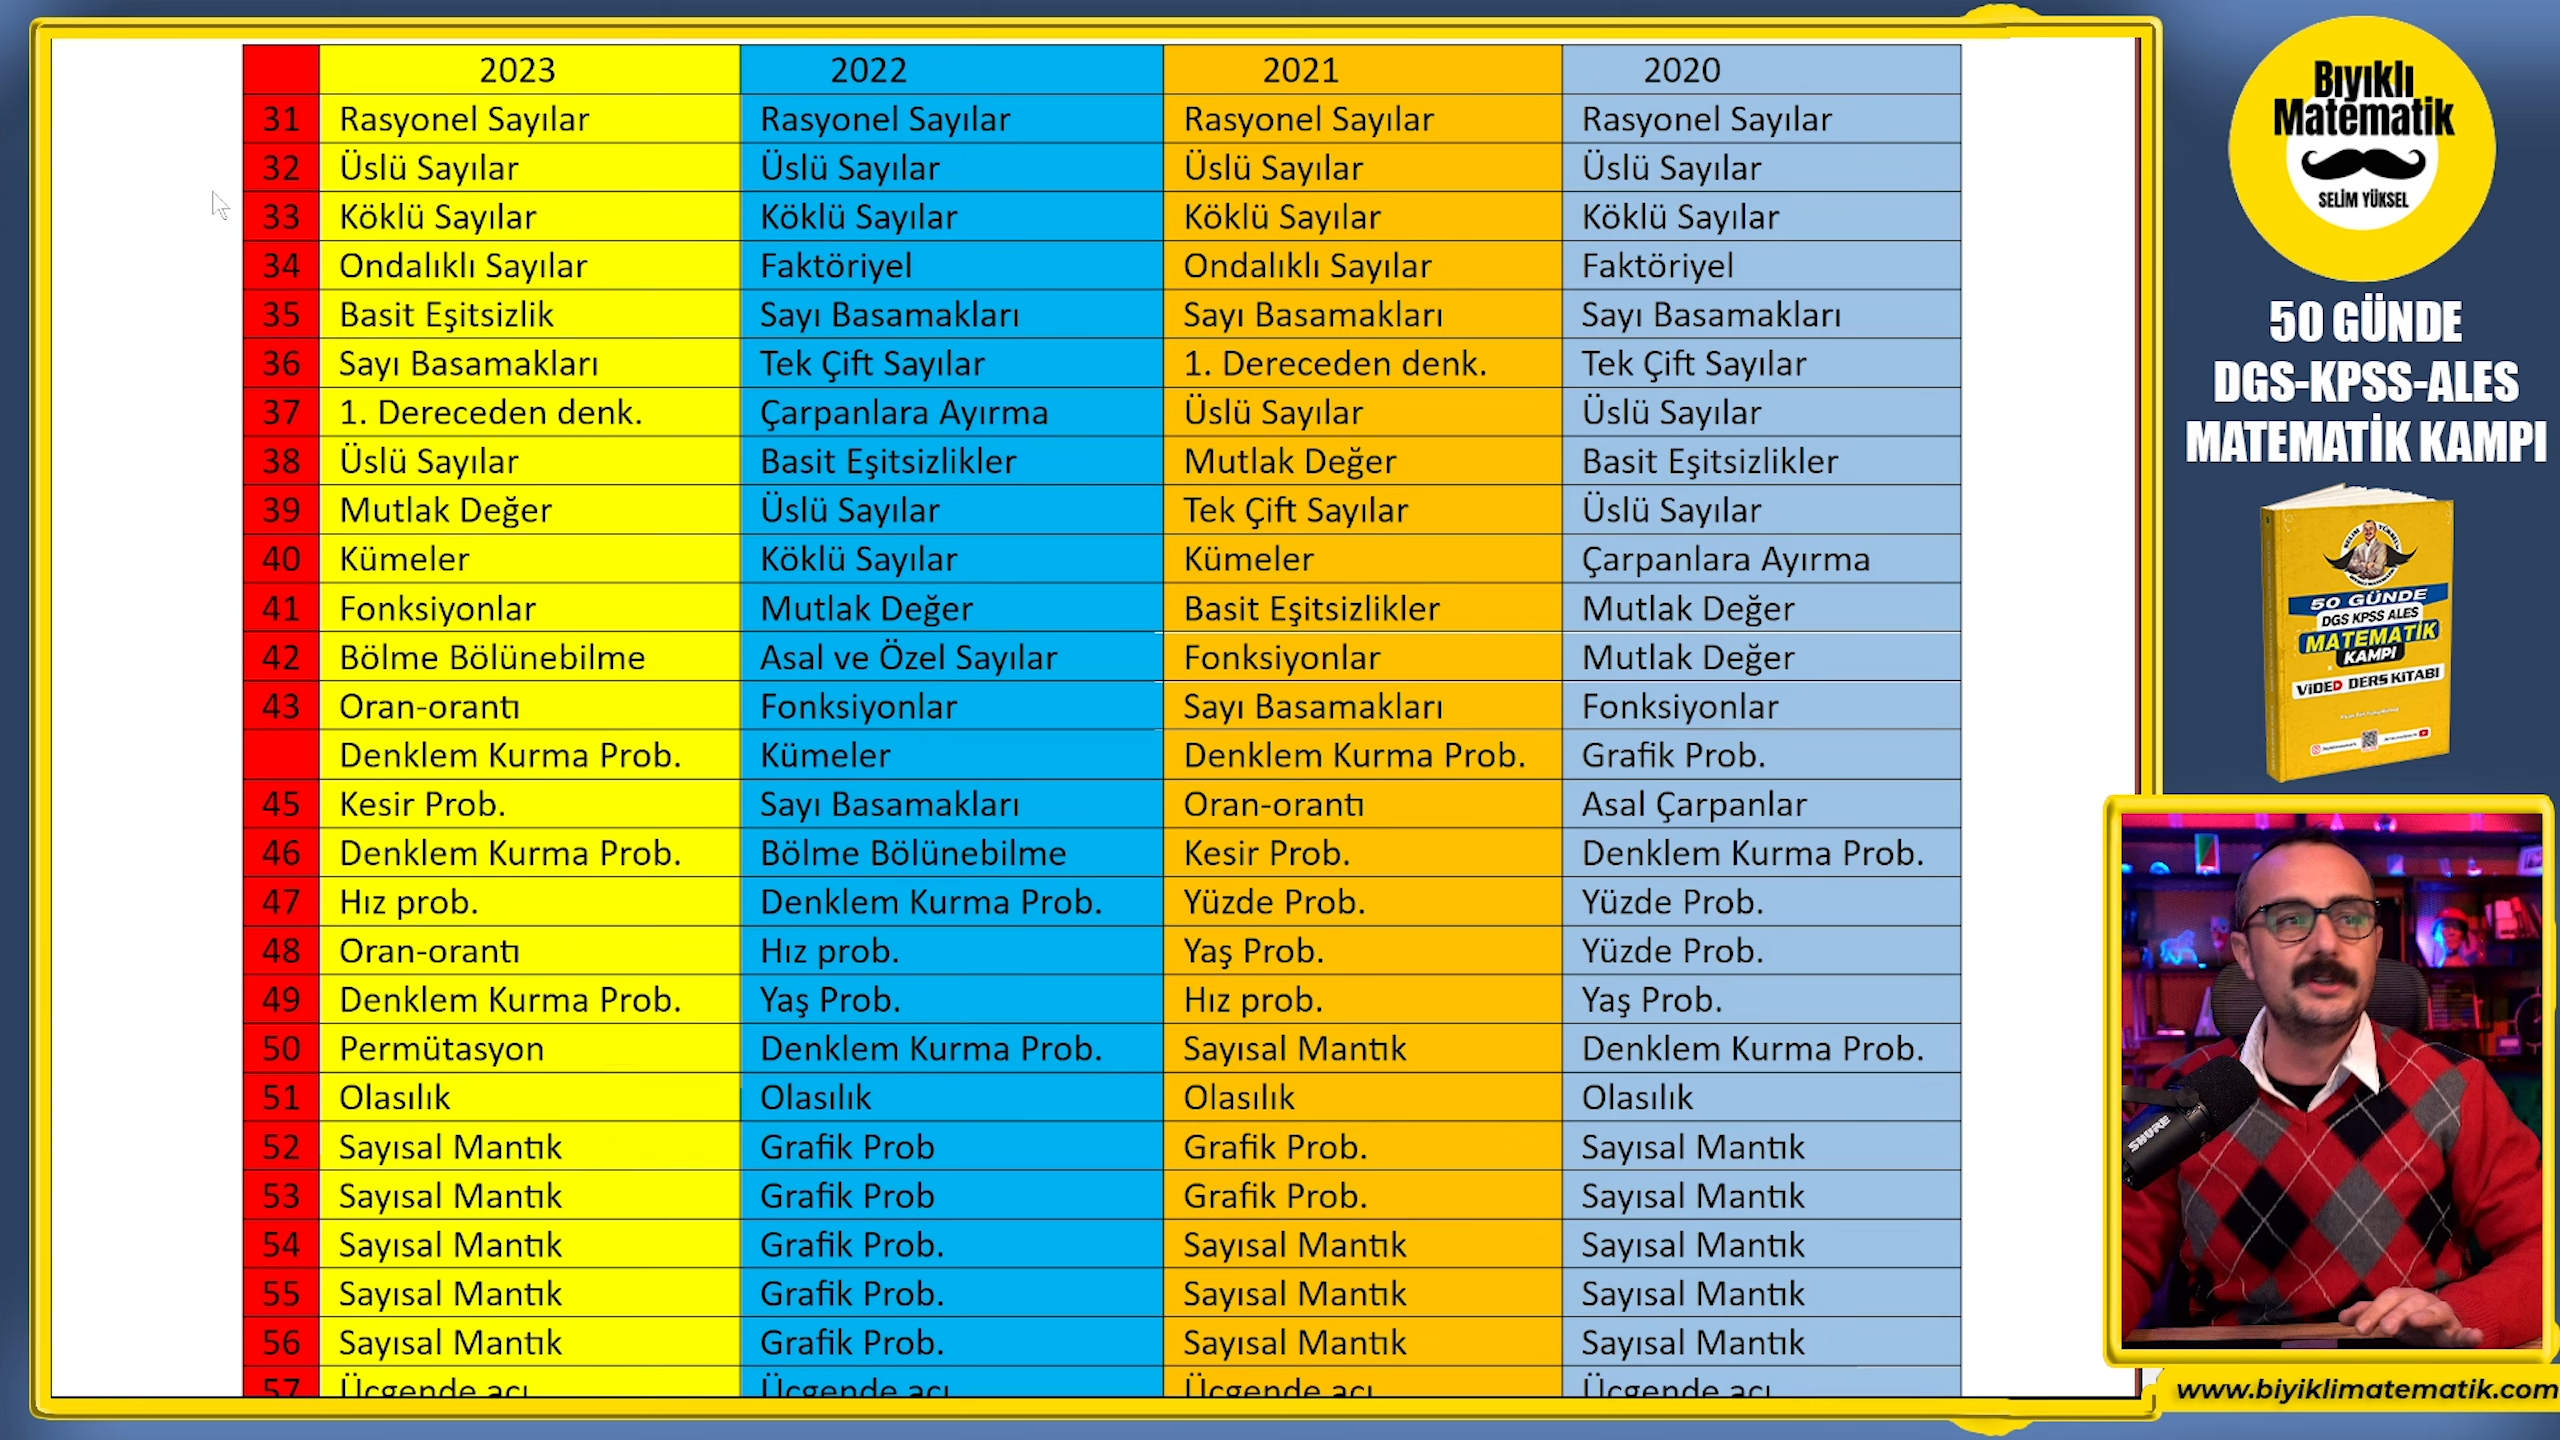 2023 2022 2021 2020
31 Rasyonel Sayılar Rasyonel Sayılar Rasyonel Sayılar Rasyonel Sayılar
32 Üslü Sayılar Üslü Sayılar Üslü Sayılar Üslü Sayılar
33 Köklü Sayılar Köklü Sayılar Köklü Sayılar Köklü Sayılar
34 Ondalıklı Sayılar Faktöriyel Ondalıklı Sayılar Faktöriyel
35 Basit Eşitsizlik Sayı Basamakları Sayı Basamakları Sayı Basamakları
36 Sayı Basamakları Tek Çift Sayılar 1. Dereceden denk. Tek Çift Sayılar
37 1. Dereceden denk. Çarpanlara Ayırma Üslü Sayılar Üslü Sayılar
38 Üslü Sayılar Basit Eşitsizlikler Mutlak Değer Basit Eşitsizlikler
39 Mutlak Değer Üslü Sayılar Tek Çift Sayılar Üslü Sayılar
40 Kümeler Köklü Sayılar Kümeler Çarpanlara Ayırma
41 Fonksiyonlar Mutlak Değer Basit Eşitsizlikler Mutlak Değer
42 Bölme Bölünebilme Asal ve Özel Sayılar Fonksiyonlar Mutlak Değer
43 Oran-orantı Fonksiyonlar Sayı Basamakları Fonksiyonlar
Denklem Kurma Prob. Kümeler Denklem Kurma Prob. Grafik Prob.
45 Kesir Prob. Sayı Basamakları Oran-orantı Asal Çarpanlar
46 Denklem Kurma Prob. Bölme Bölünebilme Kesir Prob. Denklem Kurma Prob.
47 Hız prob. Denklem Kurma Prob. Yüzde Prob. Yüzde Prob.
48 Oran-orantı Hız prob. Yaş Prob. Yüzde Prob.
49 Denklem Kurma Prob. Yaş Prob. Hız prob. Yaş Prob.
50 Permütasyon Denklem Kurma Prob. Sayısal Mantık Denklem Kurma Prob.
51 Olasılık Olasılık Olasılık Olasılık
52 Sayısal Mantık Grafik Prob Grafik Prob. Sayısal Mantık
53 Sayısal Mantık Grafik Prob Grafik Prob. Sayısal Mantık
54 Sayısal Mantık Grafik Prob. Sayısal Mantık Sayısal Mantık
55 Sayısal Mantık Grafik Prob. Sayısal Mantık Sayısal Mantık
56 Sayısal Mantık Grafik Prob. Sayısal Mantık Sayısal Mantık
57 Üçgende açı Üçgende açı Üçgende açı Üçgende açı
Bıyıklı
Matematik
SELİM YÜKSEL
50 GÜNDE
DGS-KPSS-ALES
MATEMATİK KAMPI
50 GÜNDE
DGS KPSS ALES
MATEMATİK
KAMPI
VİDEO DERS KİTABI
SHURE
www.biyiklimatematik.com